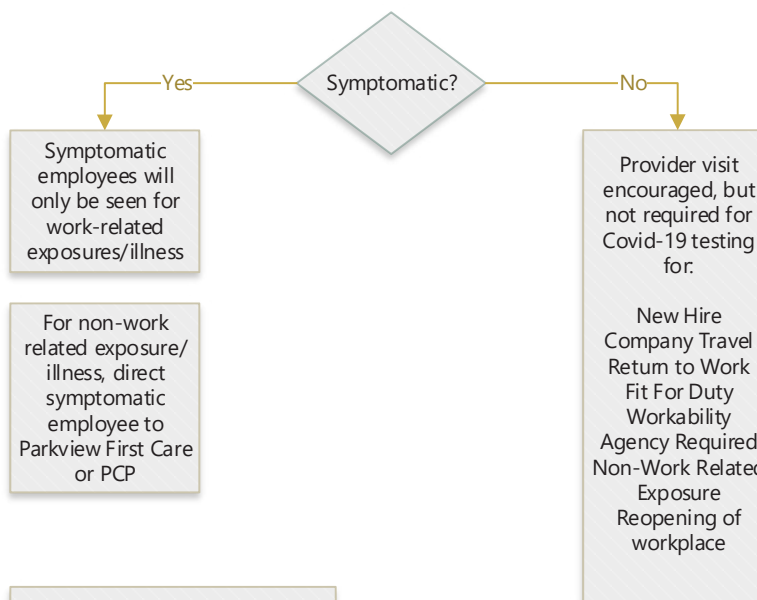 Symptomatic?
Yes
No
Symptomatic
employees will
only be seen for
work-related
exposures/illness
For non-work
related exposure/
illness, direct
symptomatic
employee to
Parkview First Care
or PCP
Provider visit
encouraged, but
not required for
Covid-19 testing
for:
New Hire
Company Travel
Return to Work
Fit For Duty
Workability
Agency Required
Non-Work Related
Exposure
Reopening of
workplace